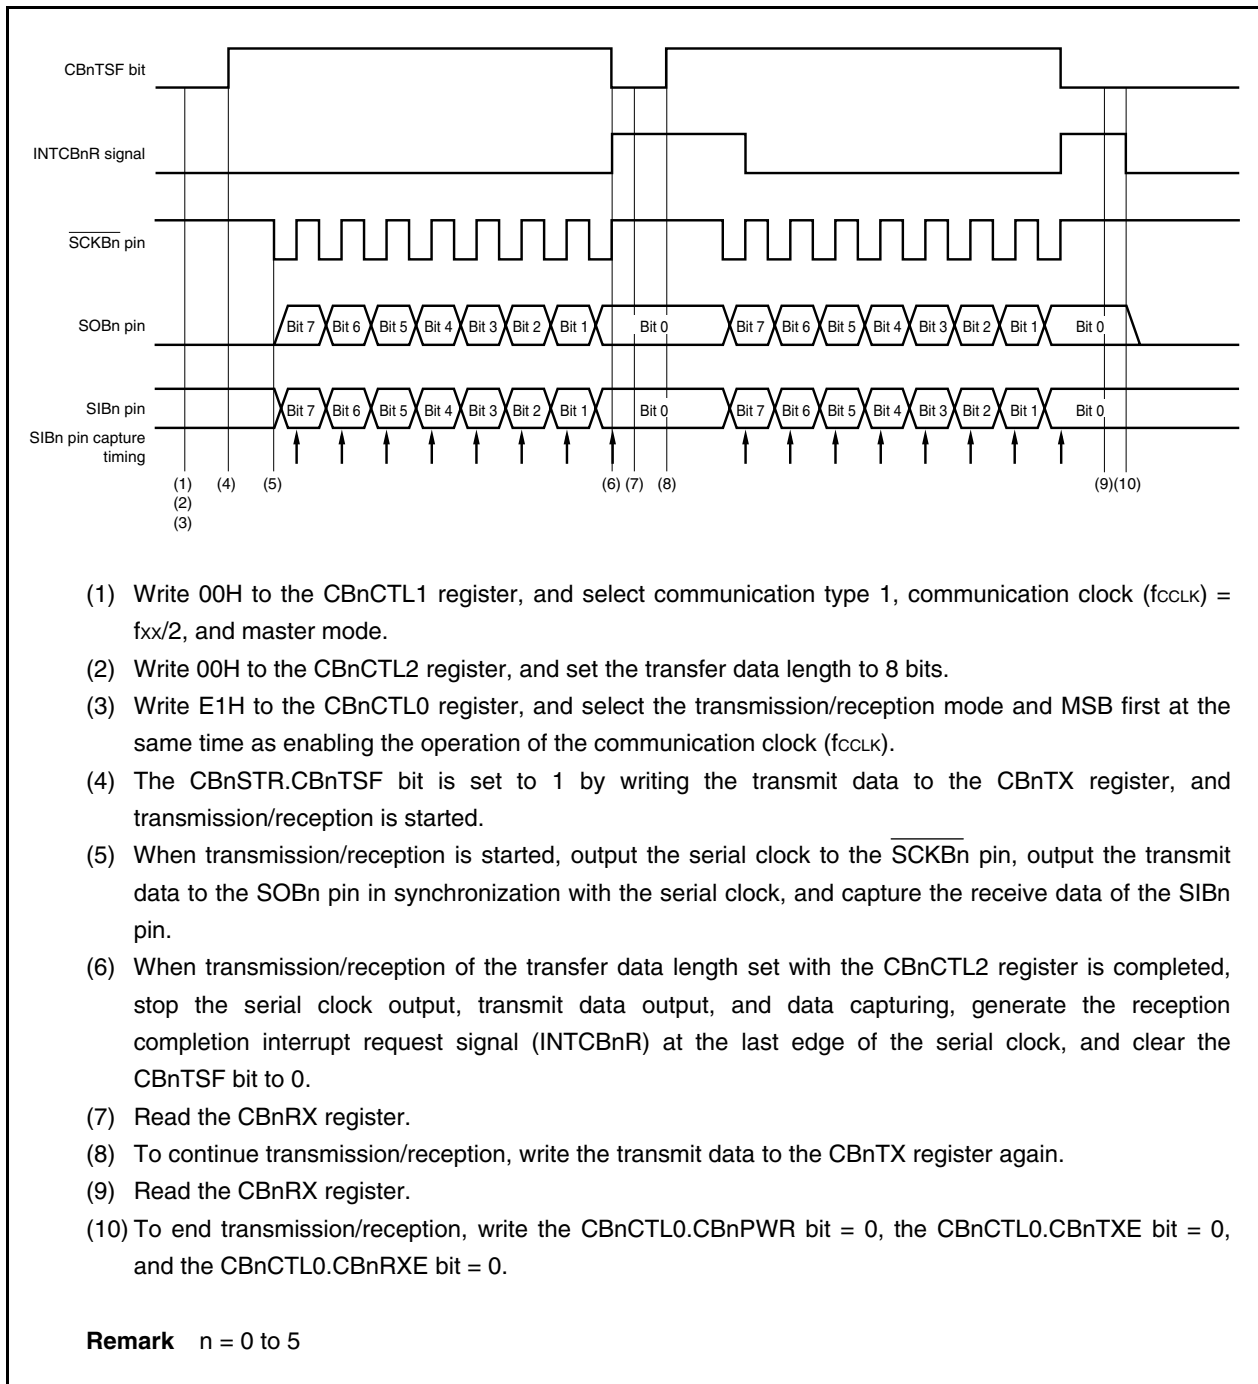 CBnTSF bit
INTCBnR signal
SCKBn pin
SOBn pin
Bit 7 Bit 6 Bit 5 Bit 4 Bit 3 Bit 2 Bit 1 Bit 0 Bit 7 Bit 6 Bit 5 Bit 4 Bit 3 Bit 2 Bit 1 Bit 0
SIBn pin
Bit 7 Bit 6 Bit 5 Bit 4 Bit 3 Bit 2 Bit 1 Bit 0 Bit 7 Bit 6 Bit 5 Bit 4 Bit 3 Bit 2 Bit 1 Bit 0
SIBn pin capture
timing
(1) (4) (5) (6) (7) (8) (9) (10)
(2)
(3)
(1) Write 00H to the CBnCTL1 register, and select communication type 1, communication clock (fCCLK) =
fXX/2, and master mode.
(2) Write 00H to the CBnCTL2 register, and set the transfer data length to 8 bits.
(3) Write E1H to the CBnCTL0 register, and select the transmission/reception mode and MSB first at the
same time as enabling the operation of the communication clock (fCCLK).
(4) The CBnSTR.CBnTSF bit is set to 1 by writing the transmit data to the CBnTX register, and
transmission/reception is started.
(5) When transmission/reception is started, output the serial clock to the SCKBn pin, output the transmit
data to the SOBn pin in synchronization with the serial clock, and capture the receive data of the SIBn
pin.
(6) When transmission/reception of the transfer data length set with the CBnCTL2 register is completed,
stop the serial clock output, transmit data output, and data capturing, generate the reception
completion interrupt request signal (INTCBnR) at the last edge of the serial clock, and clear the
CBnTSF bit to 0.
(7) Read the CBnRX register.
(8) To continue transmission/reception, write the transmit data to the CBnTX register again.
(9) Read the CBnRX register.
(10) To end transmission/reception, write the CBnCTL0.CBnPWR bit = 0, the CBnCTL0.CBnTXE bit = 0,
and the CBnCTL0.CBnRXE bit = 0.
Remark n = 0 to 5